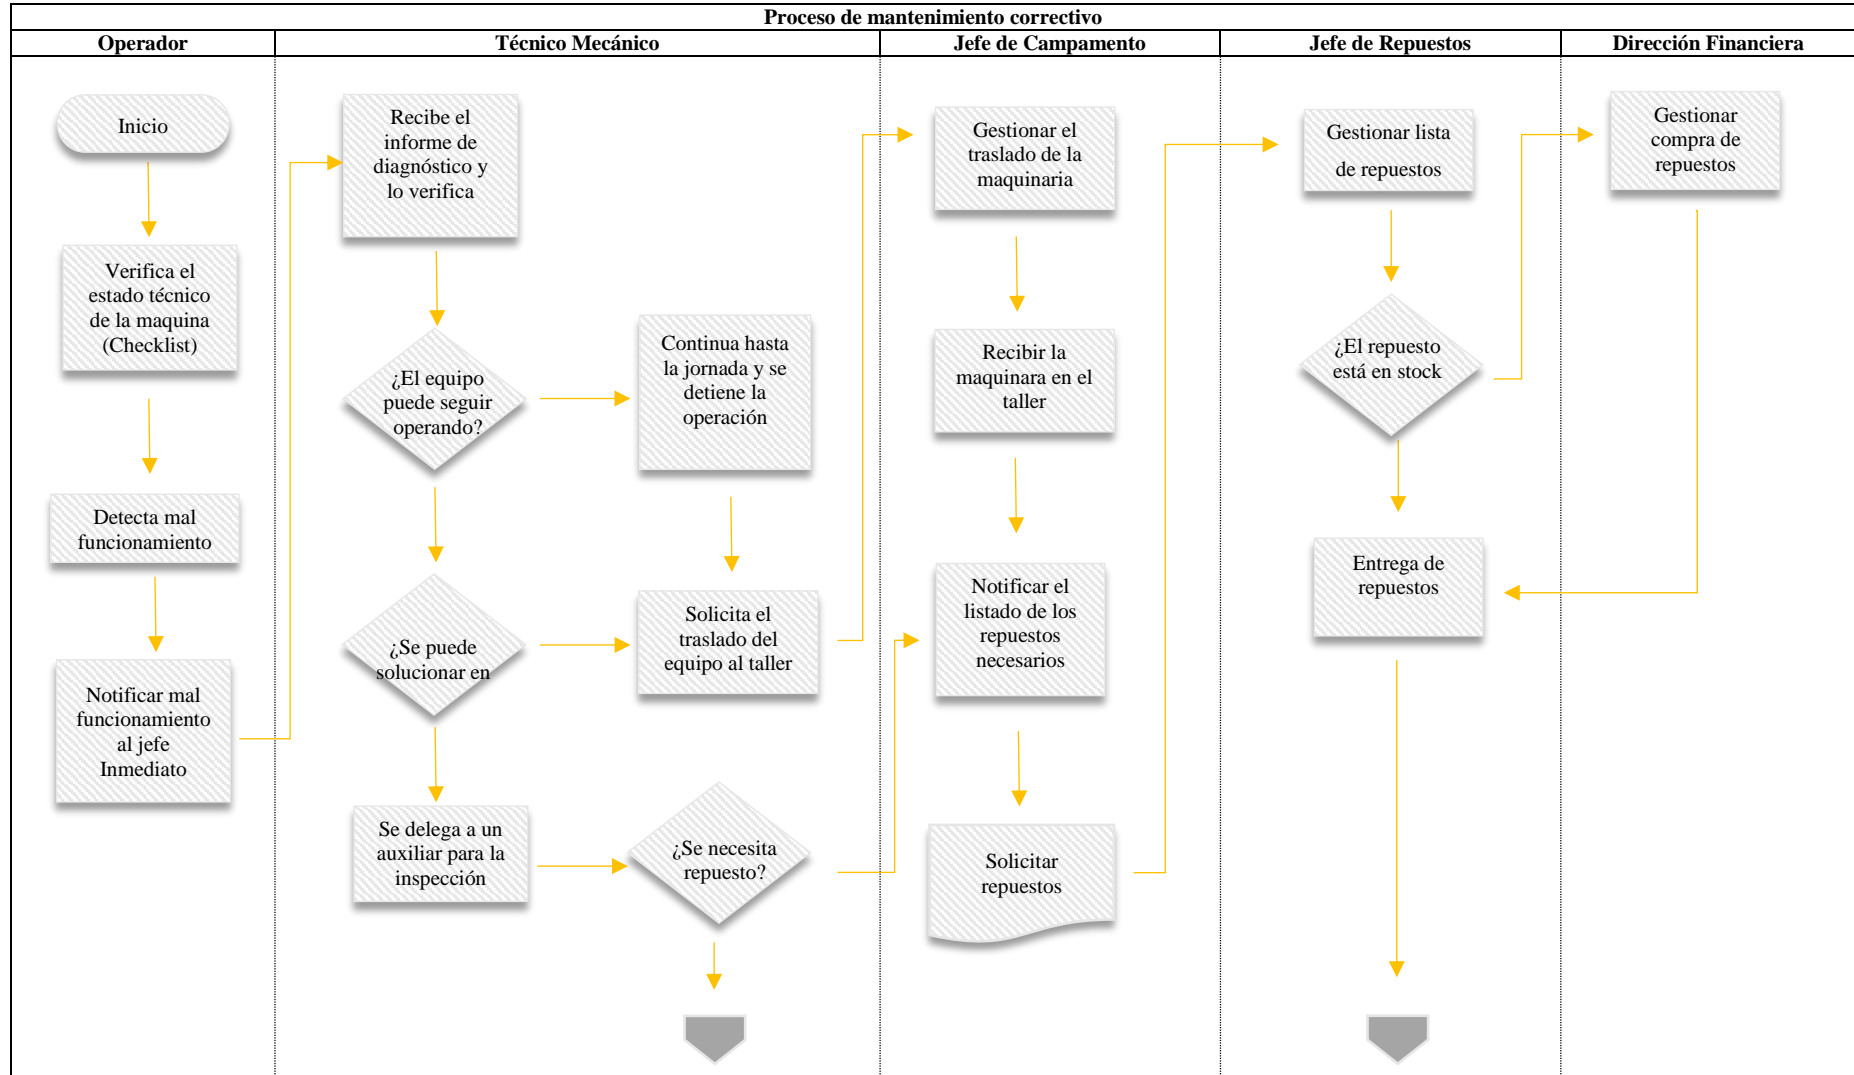 Proceso de mantenimiento correctivo
Operador
Técnico Mecánico
Jefe de Campamento
Jefe de Repuestos
Dirección Financiera
Inicio
Verifica el
estado técnico
de la maquina
(Checklist)
Detecta mal
funcionamiento
Notificar mal
funcionamiento
al jefe
Inmediato
Recibe el
informe de
diagnóstico y
lo verifica
¿El equipo
puede seguir
operando?
Continua hasta
la jornada y se
detiene la
operación
¿Se puede
solucionar en
Solicita el
traslado del
equipo al taller
Se delega a un
auxiliar para la
inspección
¿Se necesita
repuesto?
Gestionar el
traslado de la
maquinaria
Recibir la
maquinara en el
taller
Notificar el
listado de los
repuestos
necesarios
Solicitar
repuestos
Gestionar lista
de repuestos
¿El repuesto
está en stock
Entrega de
repuestos
Gestionar
compra de
repuestos